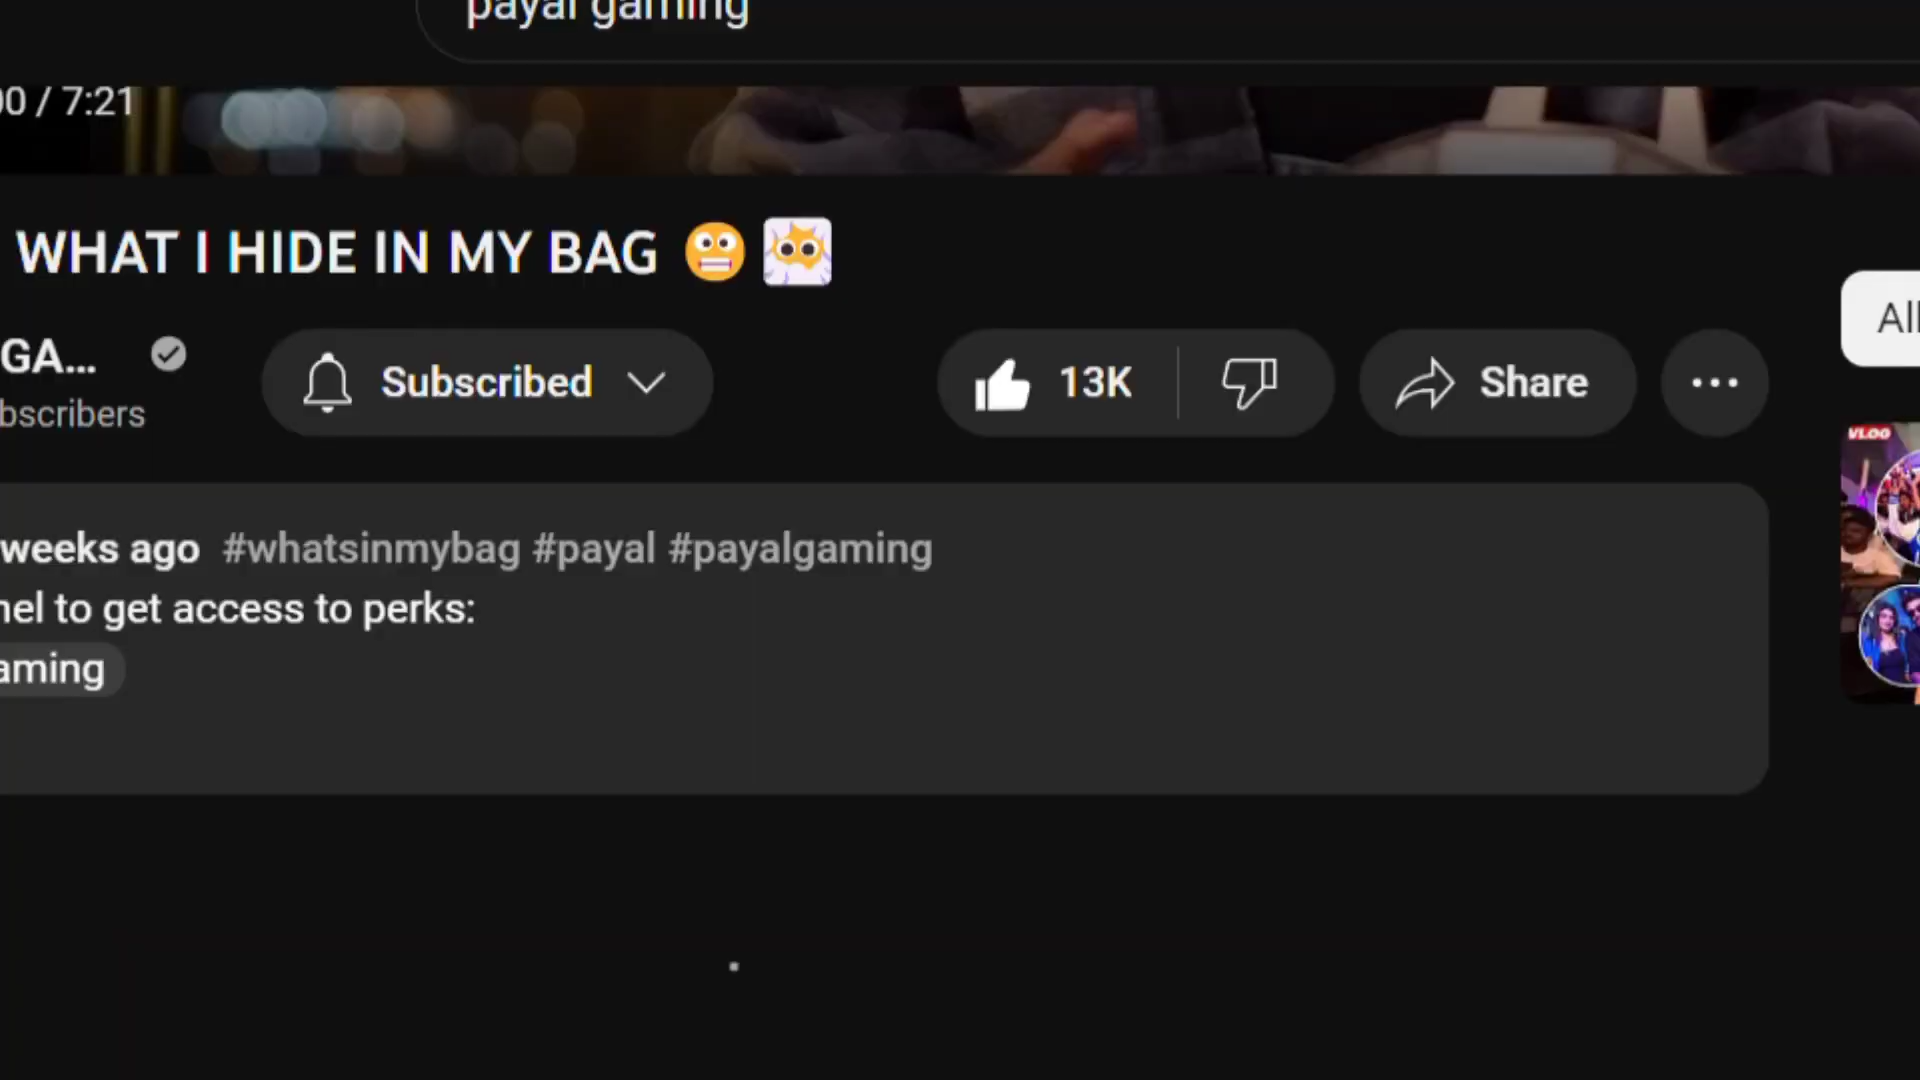 payal gaming
00 / 7:21
WHAT I HIDE IN MY BAG
GA...
Subscribed
13K
Share
All
bscribers
VLOG
weeks ago #whatsinmybag #payal #payalgaming
nel to get access to perks:
aming